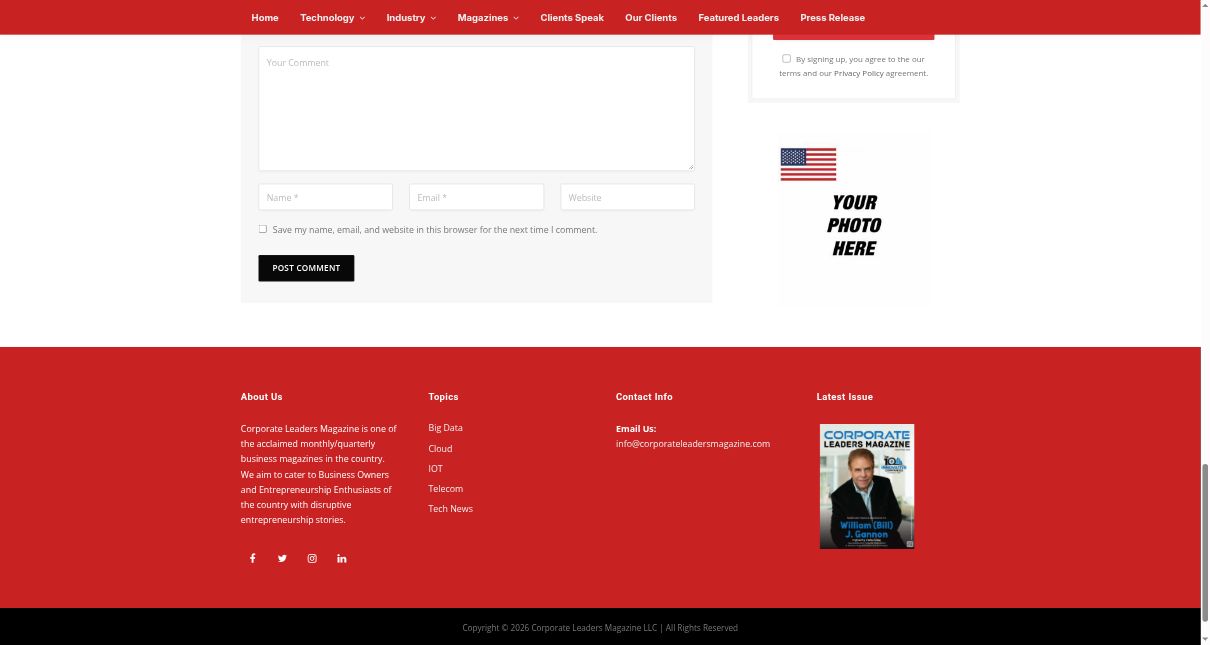 Home
Technology
Industry
Magazines
Clients Speak
Our Clients
Featured Leaders
Press Release
Your Comment
Name *
Email *
Website
Save my name, email, and website in this browser for the next time I comment.
POST COMMENT
By signing up, you agree to the our
terms and our Privacy Policy agreement.
YOUR
PHOTO
HERE
About Us
Corporate Leaders Magazine is one of
the acclaimed monthly/quarterly
business magazines in the country.
We aim to cater to Business Owners
and Entrepreneurship Enthusiasts of
the country with disruptive
entrepreneurship stories.
Topics
Big Data
Cloud
IOT
Telecom
Tech News
Contact Info
Email Us:
info@corporateleadersmagazine.com
Latest Issue
CORPORATE
LEADERS MAGAZINE
William (Bill)
J. Gannon
Copyright © 2026 Corporate Leaders Magazine LLC | All Rights Reserved